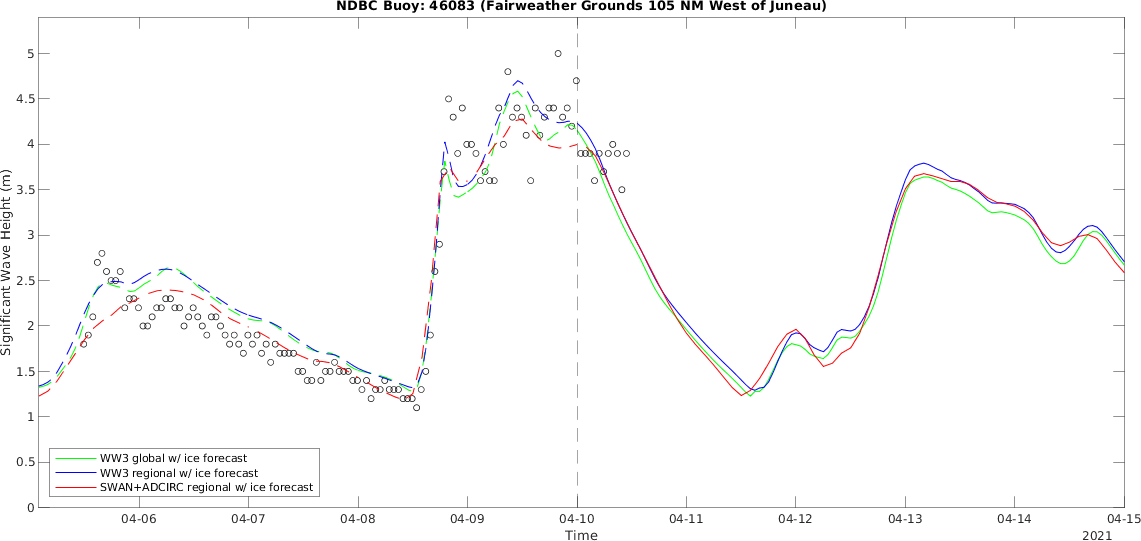 NDBC Buoy: 46083 (Fairweather Grounds 105 NM West of Juneau)
Significant Wave Height (m)
5
4.5
4
3.5
3
2.5
2
1.5
1
0.5
0
WW3 global w/ ice forecast
WW3 regional w/ ice forecast
SWAN+ADCIRC regional w/ ice forecast
04-06 04-07 04-08 04-09 04-10 04-11 04-12 04-13 04-14 04-15
Time
2021